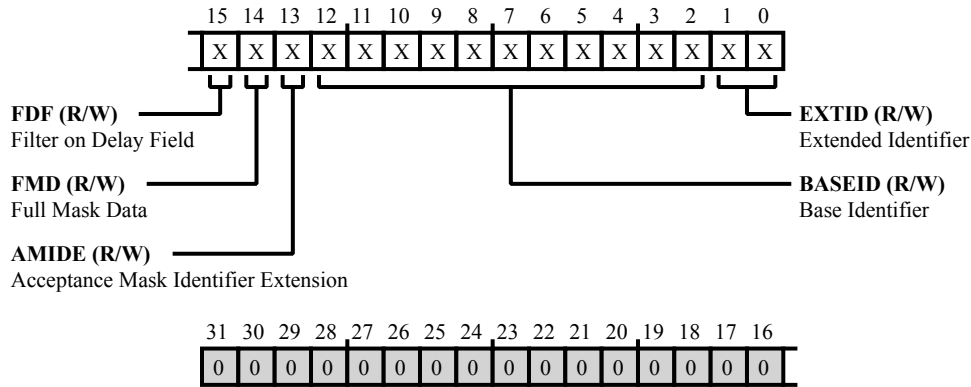 15 14 13 12 11 10 9 8 7 6 5 4 3 2 1 0
X X X X X X X X X X X X X X X X
FDF (R/W)
Filter on Delay Field
EXTID (R/W)
Extended Identifier
FMD (R/W)
Full Mask Data
BASEID (R/W)
Base Identifier
AMIDE (R/W)
Acceptance Mask Identifier Extension
31 30 29 28 27 26 25 24 23 22 21 20 19 18 17 16
0 0 0 0 0 0 0 0 0 0 0 0 0 0 0 0